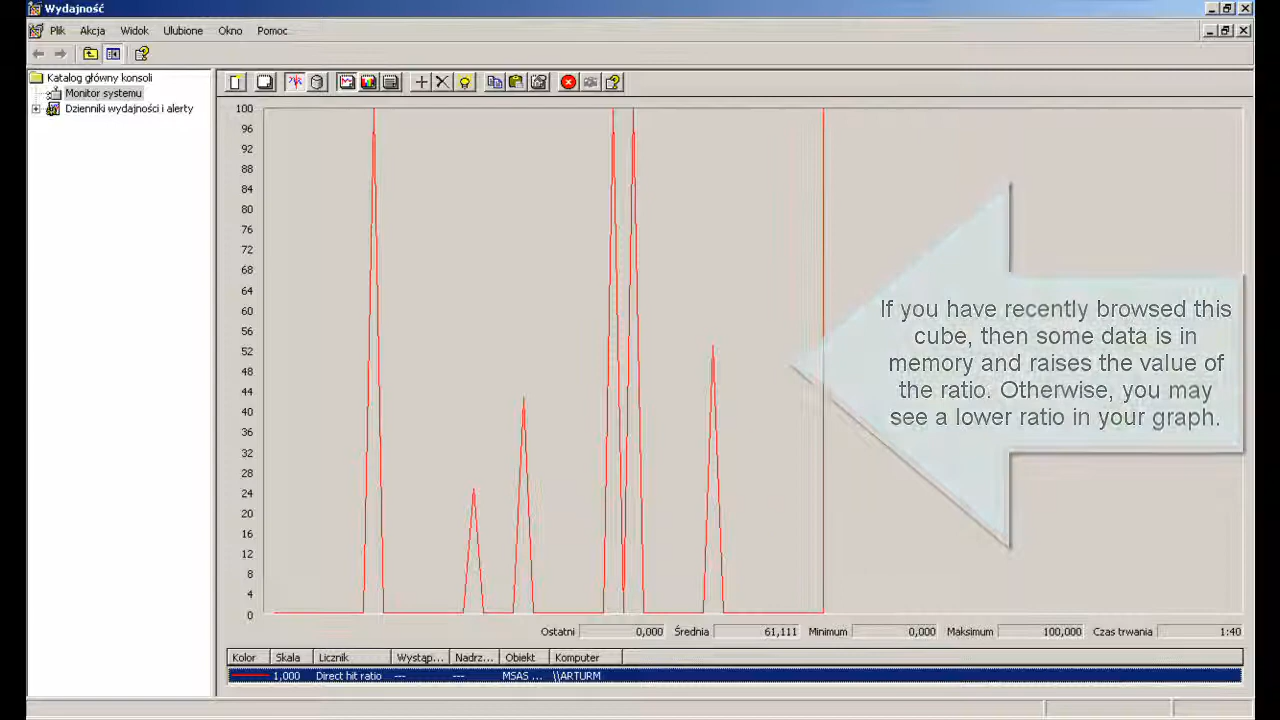 Wydajność
Plik Akcja Widok Ulubione Okno Pomoc
Katalog główny konsoli
Monitor systemu
Dzienniki wydajności i alerty
100
96
92
88
84
80
76
72
68
64
60
56
52
48
44
40
36
32
28
24
20
16
12
8
4
0
If you have recently browsed this
cube, then some data is in
memory and raises the value of
the ratio. Otherwise, you may
see a lower ratio in your graph.
Ostatni 0,000 Średnia 61,111 Minimum 0,000 Maksimum 100,000 Czas trwania 1:40
Kolor Skala Licznik Wystąp... Nadrz... Obiekt Komputer
1,000 Direct hit ratio --- --- MSAS ... \\ARTURM